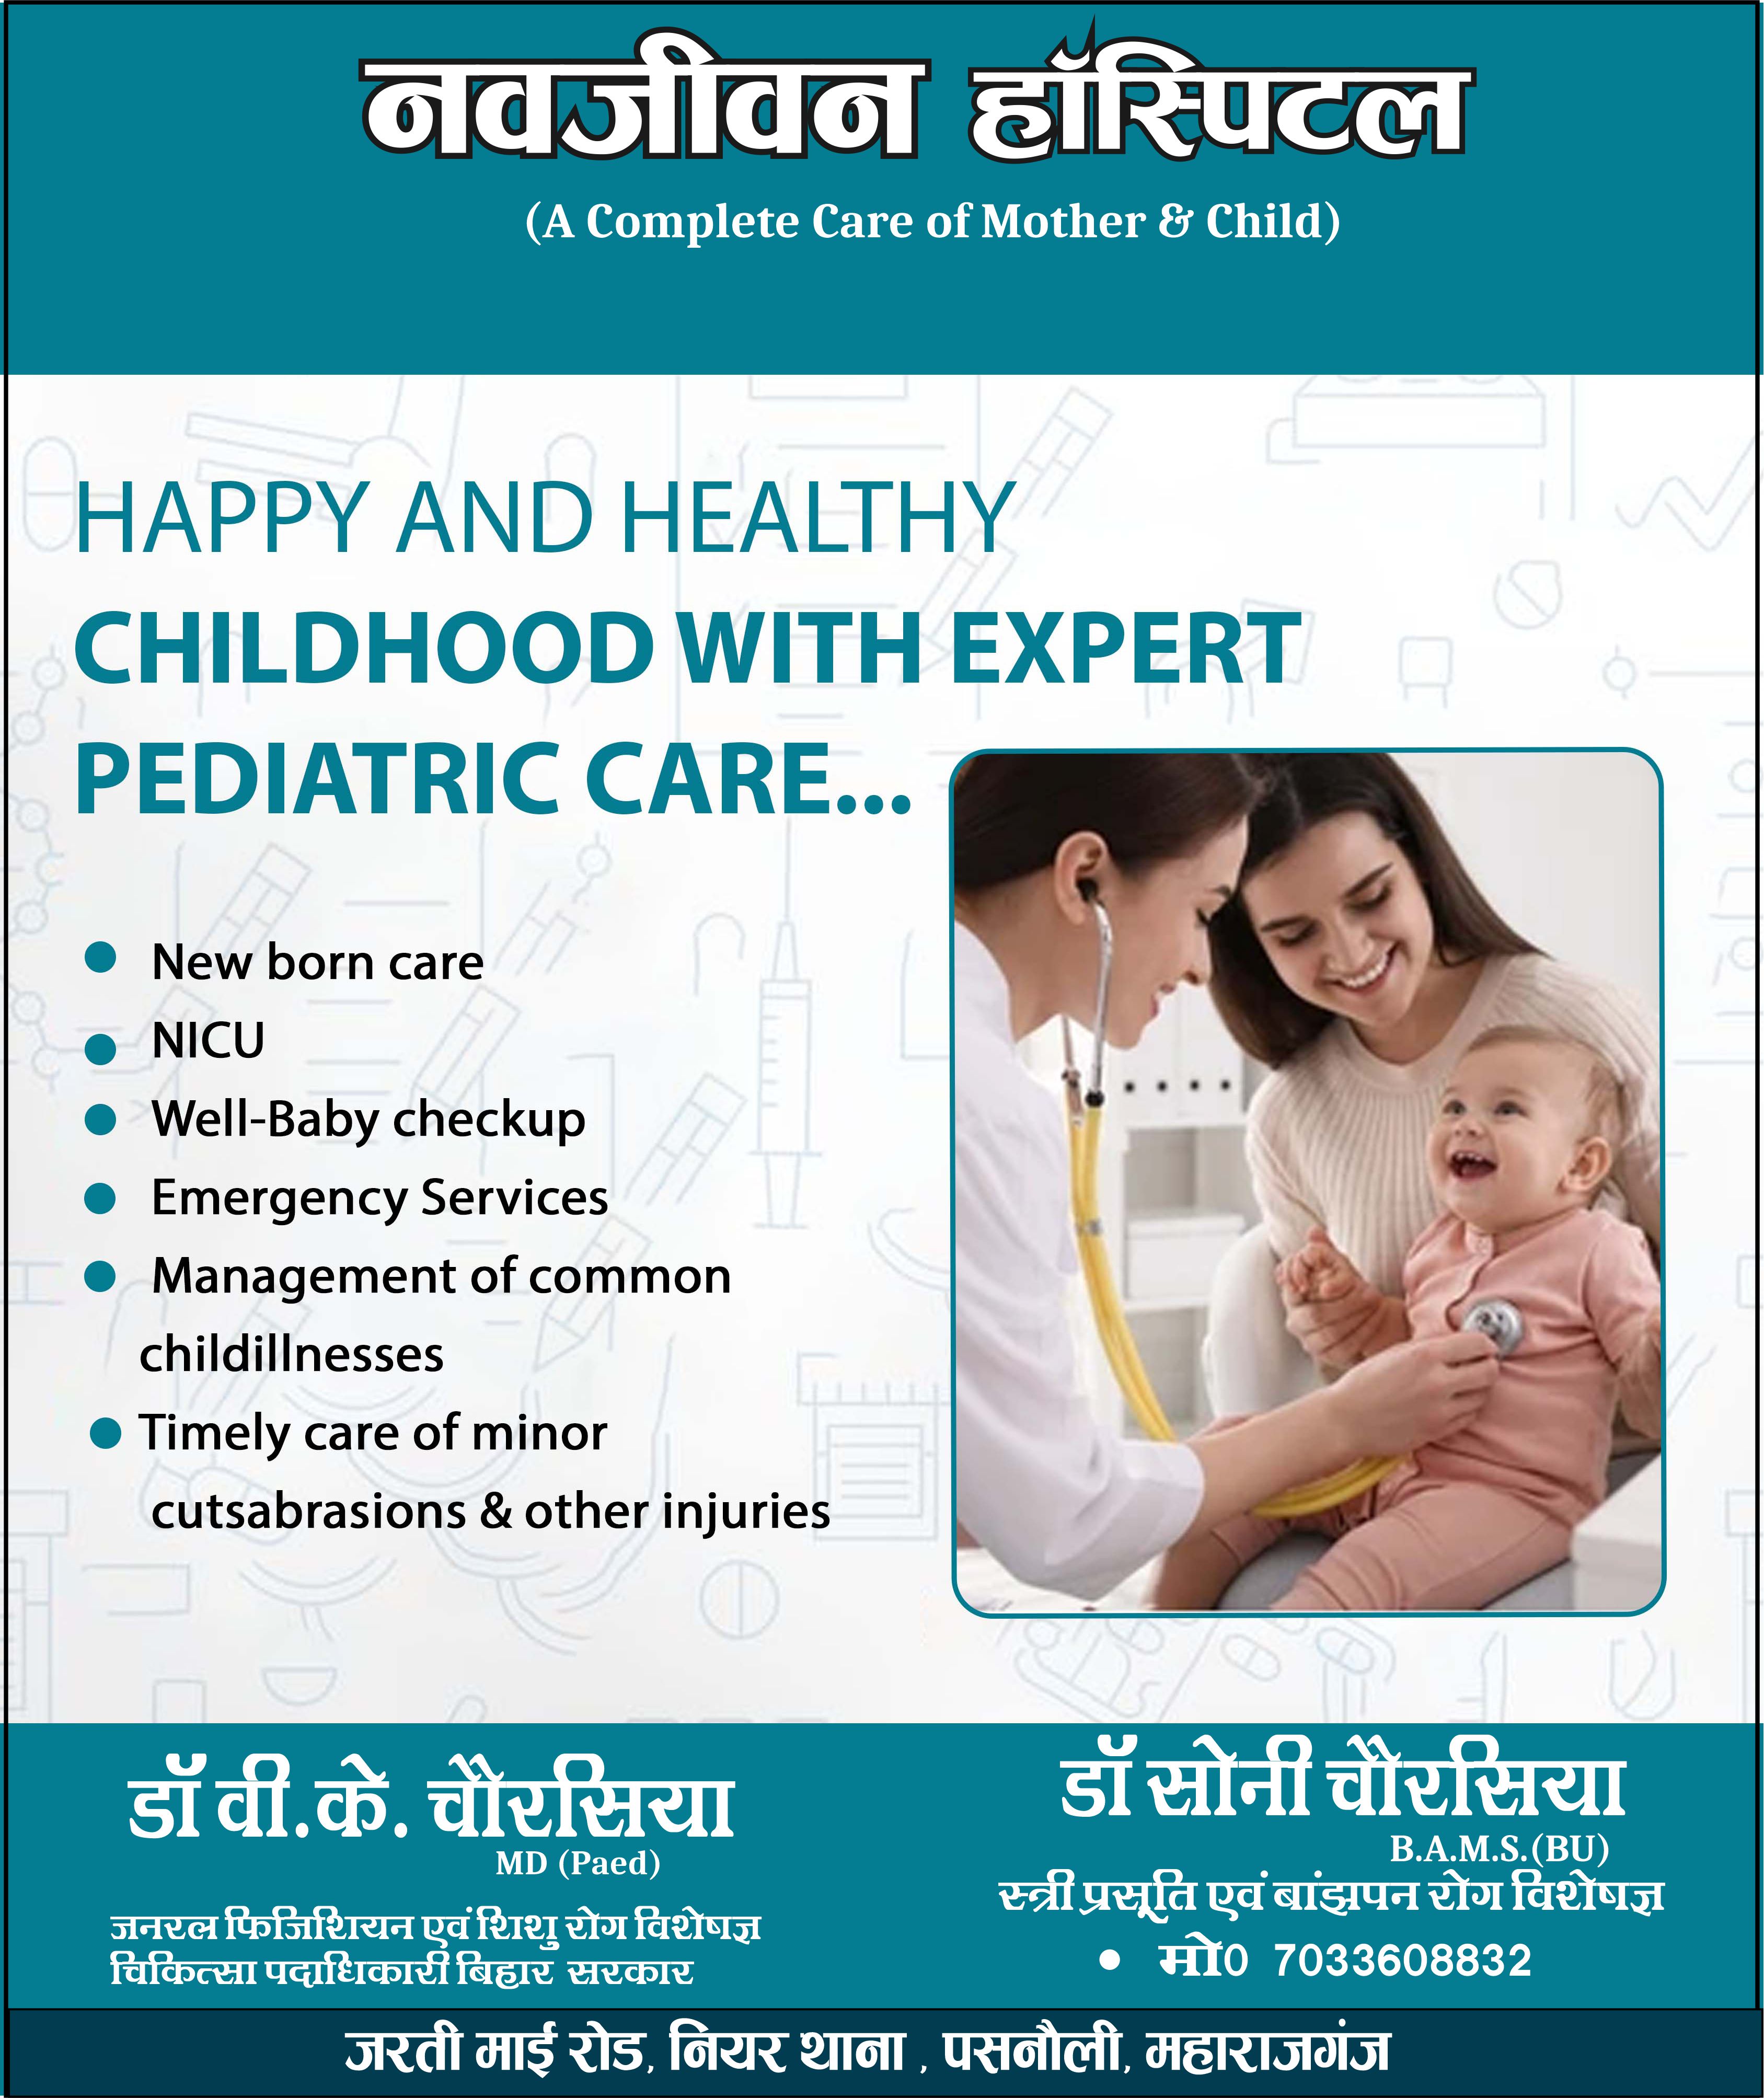 नवजीवन हॉस्पिटल
(A Complete Care of Mother & Child)
HAPPY AND HEALTHY
CHILDHOOD WITH EXPERT
PEDIATRIC CARE...
● New born care
● NICU
● Well-Baby checkup
● Emergency Services
● Management of common
childillnesses
● Timely care of minor
cutsabrasions & other injuries
डॉ वी.के. चौरसिया
MD (Paed)
जनरल फिजिशियन एवं शिशु रोग विशेषज्ञ
चिकित्सा पदाधिकारी बिहार सरकार
डॉ सोनी चौरसिया
B.A.M.S.(BU)
स्त्री प्रसूति एवं बांझपन रोग विशेषज्ञ
● मो0 7033608832
जरती माई रोड, नियर थाना , पसनौली, महाराजगंज